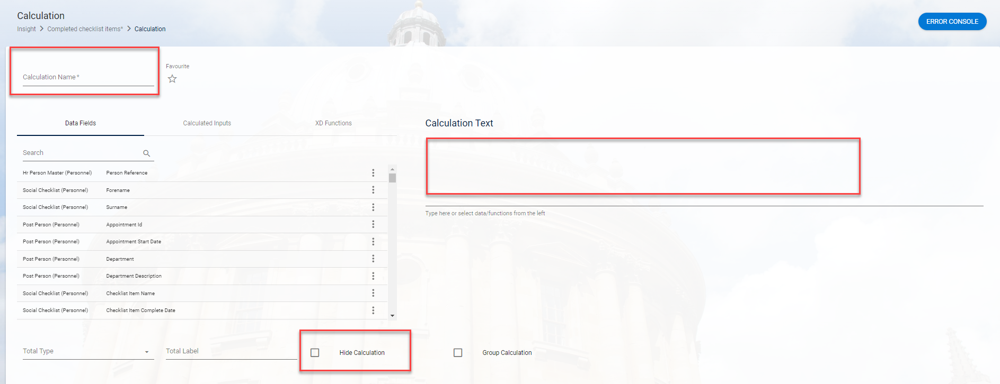 Calculation
Insight > Completed checklist items* > Calculation
ERROR CONSOLE
Calculation Name*
Favourite
Data Fields
Calculated Inputs
XD Functions
Search
Hr Person Master (Personnel) Person Reference
Social Checklist (Personnel) Forename
Social Checklist (Personnel) Surname
Post Person (Personnel) Appointment Id
Post Person (Personnel) Appointment Start Date
Post Person (Personnel) Department
Post Person (Personnel) Department Description
Social Checklist (Personnel) Checklist Item Name
Social Checklist (Personnel) Checklist Item Complete Date
Calculation Text
Type here or select data/functions from the left
Total Type
Total Label
Hide Calculation
Group Calculation